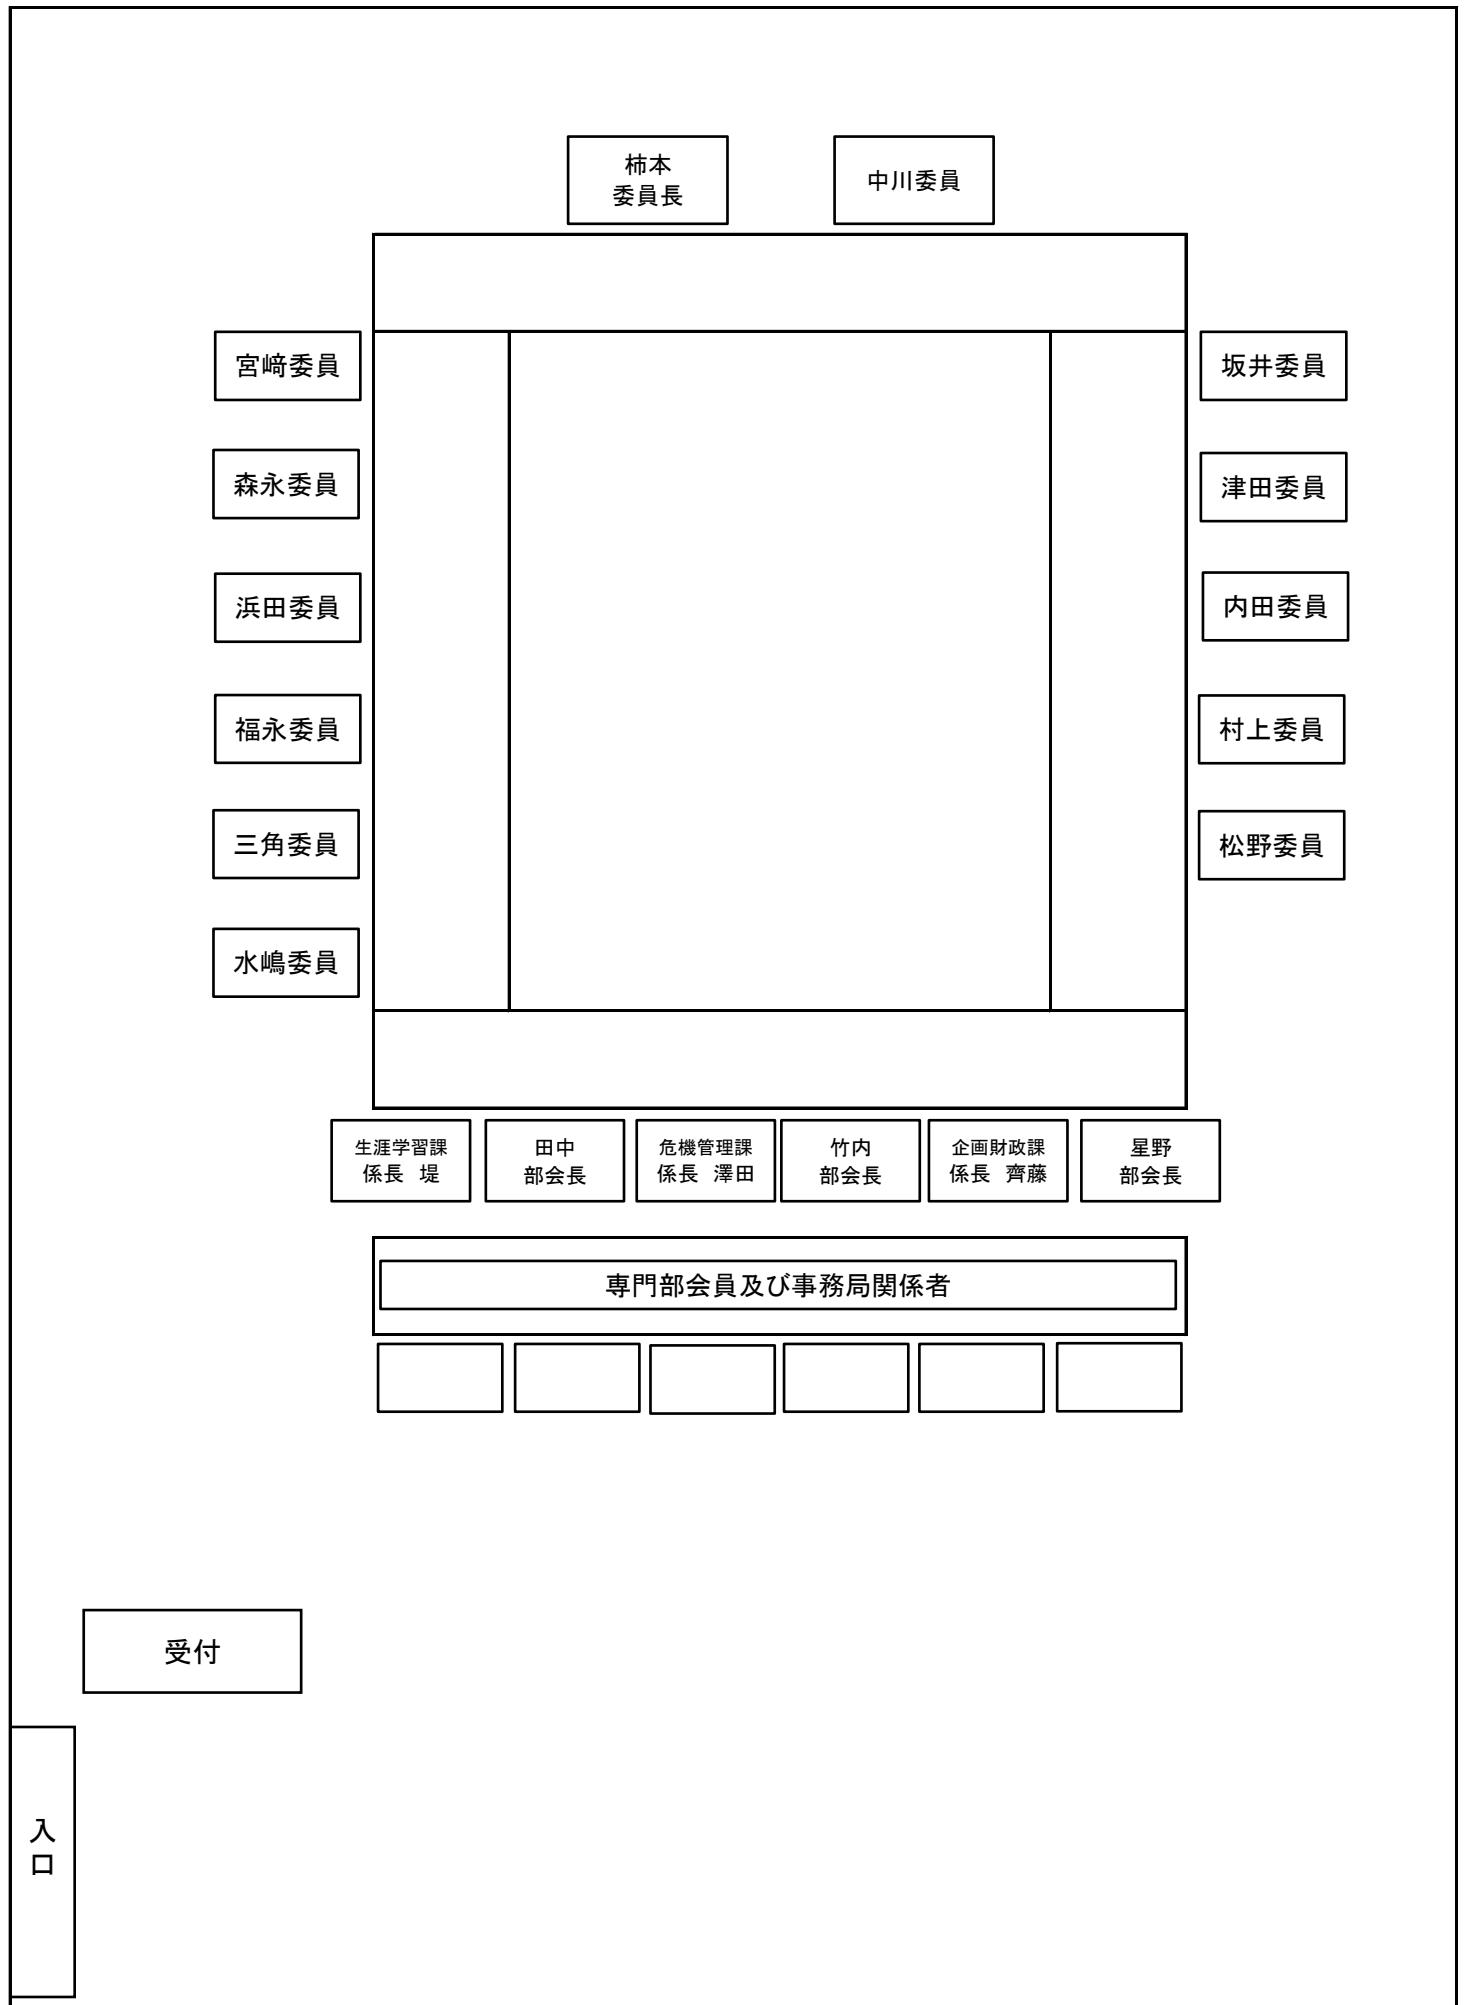 柿本
委員長
中川委員
宮﨑委員
坂井委員
森永委員
津田委員
浜田委員
内田委員
福永委員
村上委員
三角委員
松野委員
水嶋委員
生涯学習課
係長 堤
田中
部会長
危機管理課
係長 澤田
竹内
部会長
企画財政課
係長 齊藤
星野
部会長
専門部会員及び事務局関係者
受付
入
口